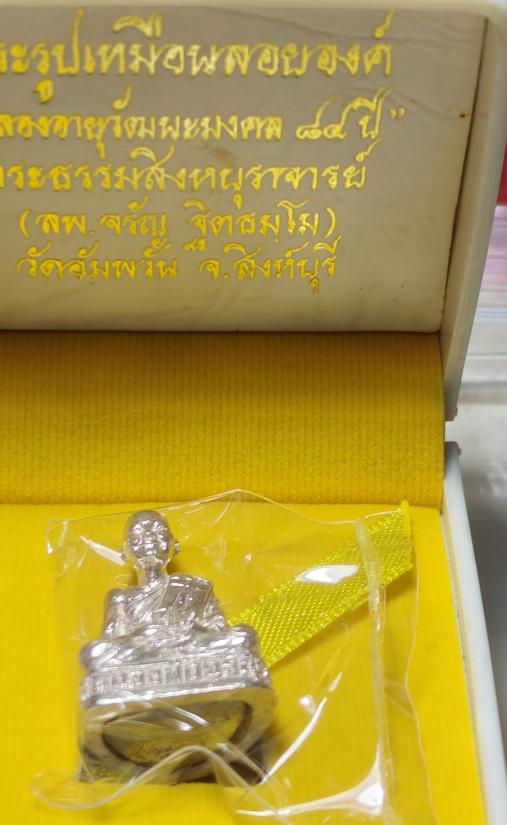 ะรูปเหมือนลอยองค์
ลองอายุวัฒนะมงคล ๘๔ ปี”
ระธรรมสิงหบุราจารย์
(ลพ.จรัญ ฐิตธมฺโม)
วัดอัมพวัน จ.สิงห์บุรี